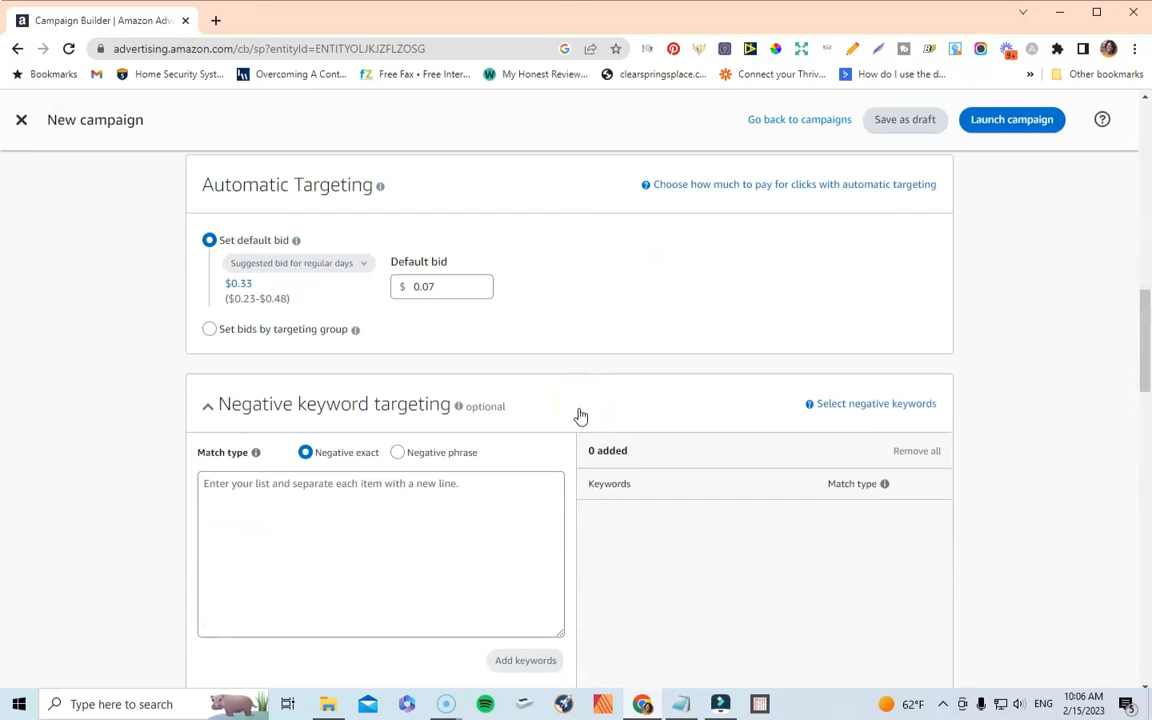 Campaign Builder | Amazon Adve
advertising.amazon.com/cb/sp?entityId=ENTITYOLJKJZFLZOSG
9+
Bookmarks
Home Security Syst...
Overcoming A Cont...
Free Fax • Free Inter...
My Honest Review...
clearspringsplace.c...
Connect your Thriv...
How do I use the d...
»
Other bookmarks
New campaign
Go back to campaigns
Save as draft
Launch campaign
Automatic Targeting
Choose how much to pay for clicks with automatic targeting
Set default bid
Suggested bid for regular days
Default bid
$0.33
$ 0.07
($0.23-$0.48)
Set bids by targeting group
Negative keyword targeting optional
Select negative keywords
Match type
Negative exact
Negative phrase
0 added
Remove all
Enter your list and separate each item with a new line.
Keywords
Match type
Add keywords
Type here to search
62°F
ENG
10:06 AM
2/15/2023
5